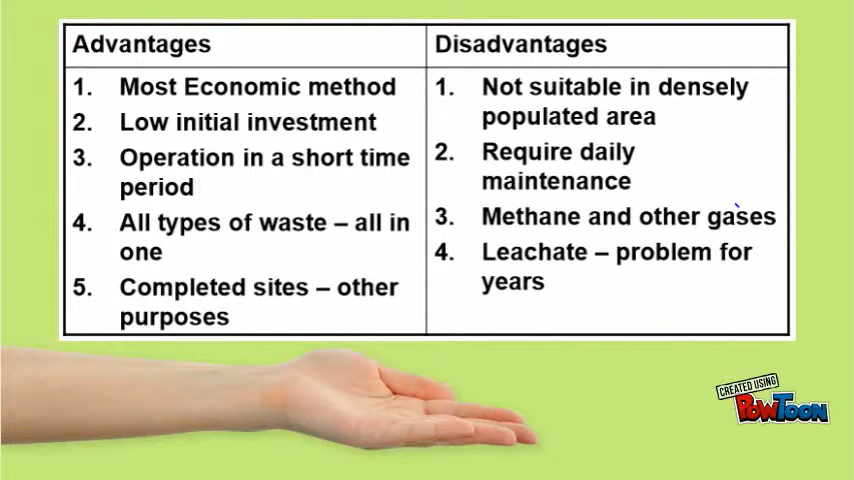 Advantages
1. Most Economic method
2. Low initial investment
3. Operation in a short time
period
4. All types of waste – all in
one
5. Completed sites – other
purposes
Disadvantages
1. Not suitable in densely
populated area
2. Require daily
maintenance
3. Methane and other gases
4. Leachate – problem for
years
CREATED USING
POWTOON